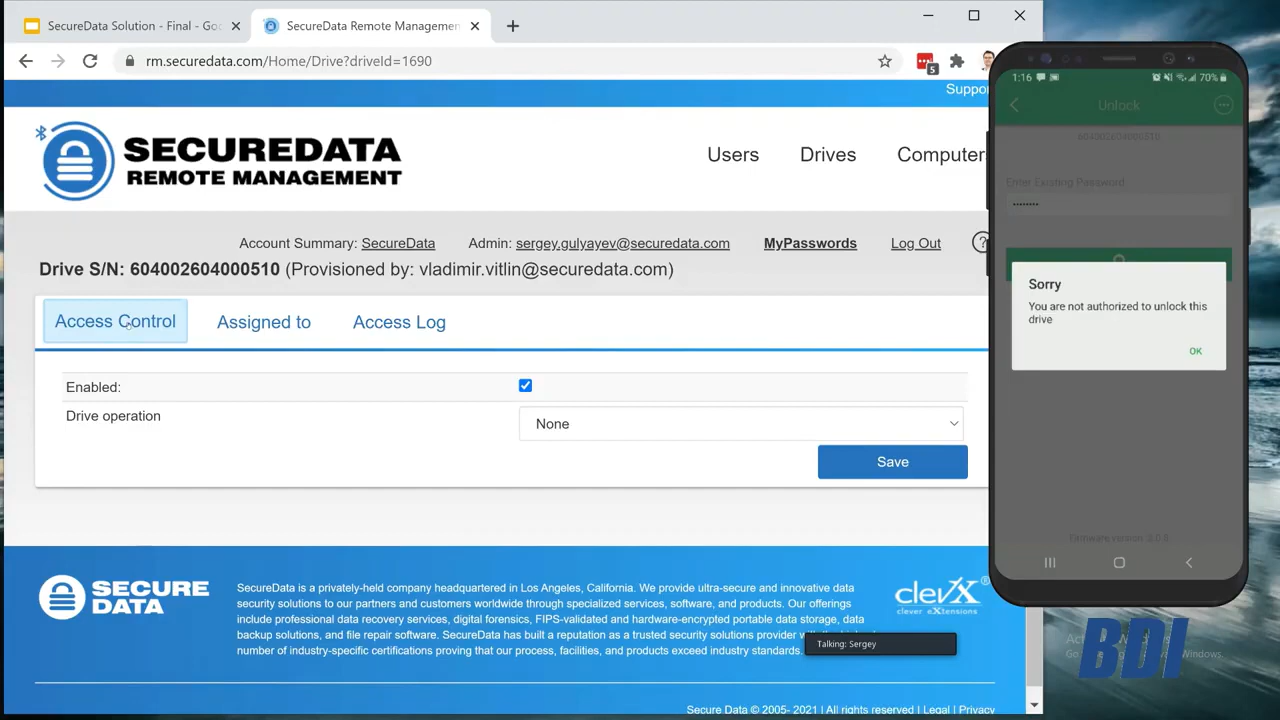 SecureData Solution - Final - Goo
SecureData Remote Managemen
rm.securedata.com/Home/Drive?driveId=1690
5
Suppo
SECUREDATA
REMOTE MANAGEMENT
Users
Drives
Computer
Account Summary: SecureData
Admin: sergey.gulyayev@securedata.com
MyPasswords
Log Out
?
Drive S/N: 604002604000510 (Provisioned by: vladimir.vitlin@securedata.com)
Access Control
Assigned to
Access Log
Enabled:
Drive operation
None
Save
SECURE
DATA
SecureData is a privately-held company headquartered in Los Angeles, California. We provide ultra-secure and innovative data
security solutions to our partners and customers worldwide through specialized services, software, and products. Our offerings
include professional data recovery services, digital forensics, FIPS-validated and hardware-encrypted portable data storage, data
backup solutions, and file repair software. SecureData has built a reputation as a trusted security solutions provider
number of industry-specific certifications proving that our process, facilities, and products exceed industry standards.
clevX®
clever eXtensions
Talking: Sergey
Secure Data © 2005- 2021 | All rights reserved | Legal | Privacy
1:16
70%
Unlock
604002604000510
Enter Existing Password
••••••••
Sorry
You are not authorized to unlock this
drive
OK
Firmware version
BDI
Windows.